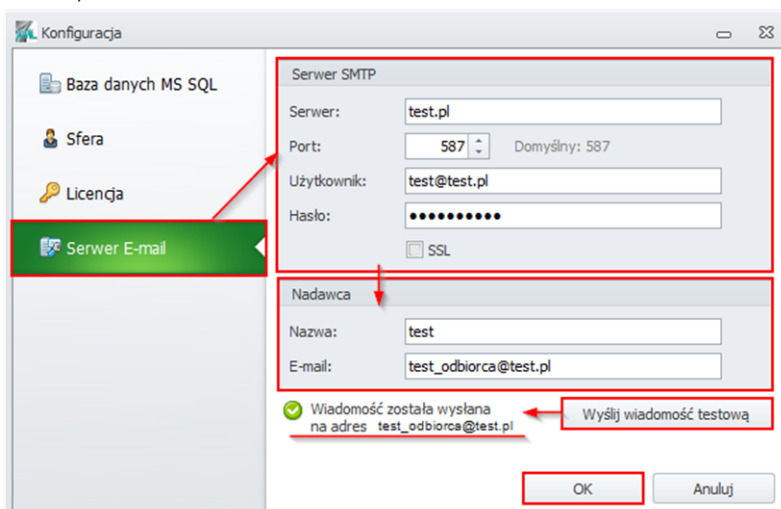 Konfiguracja
Baza danych MS SQL
Sfera
Licencja
Serwer E-mail
Serwer SMTP
Serwer: test.pl
Port: 587 Domyślny: 587
Użytkownik: test@test.pl
Hasło: ●●●●●●●●●●
SSL
Nadawca
Nazwa: test
E-mail: test_odbiorca@test.pl
Wiadomość została wysłana
na adres test_odbiorca@test.pl
Wyślij wiadomość testową
OK Anuluj